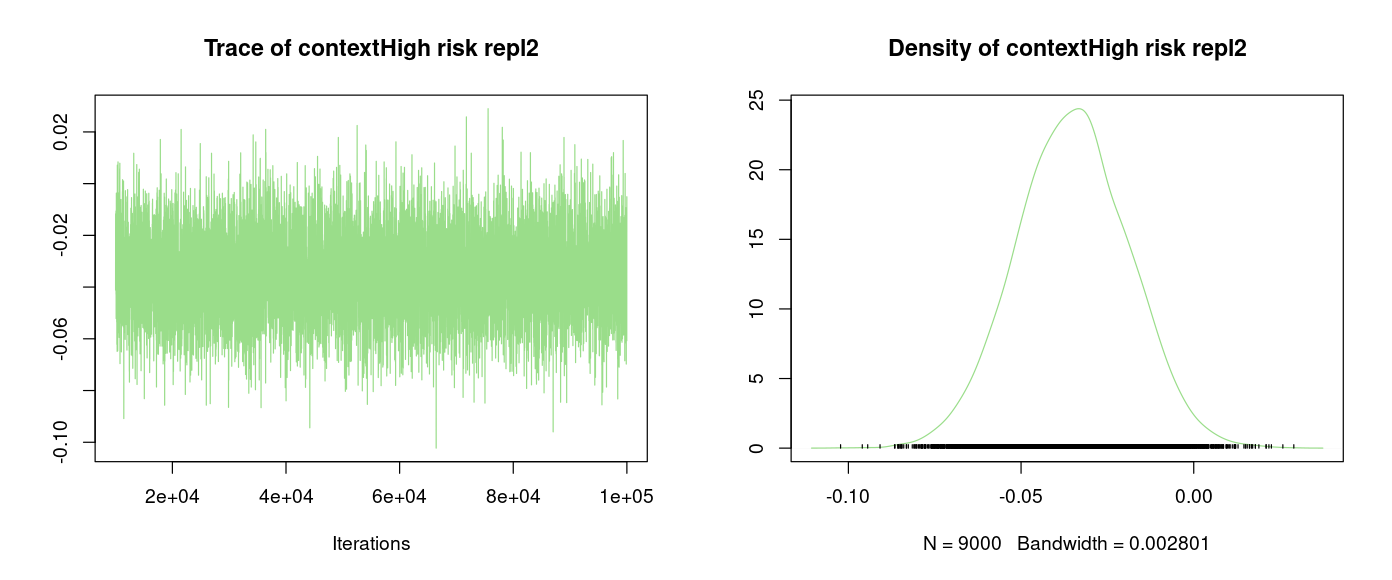 Trace of contextHigh risk repl2
0.02
-0.02
-0.06
-0.10
2e+04 4e+04 6e+04 8e+04 1e+05
Iterations
Density of contextHigh risk repl2
25
20
15
10
5
0
-0.10 -0.05 0.00
N = 9000 Bandwidth = 0.002801